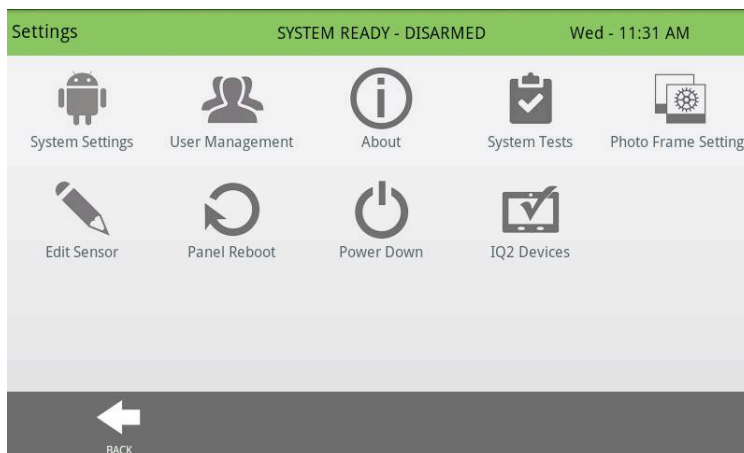 Settings SYSTEM READY - DISARMED Wed - 11:31 AM
System Settings User Management About System Tests Photo Frame Setting
Edit Sensor Panel Reboot Power Down IQ2 Devices
BACK